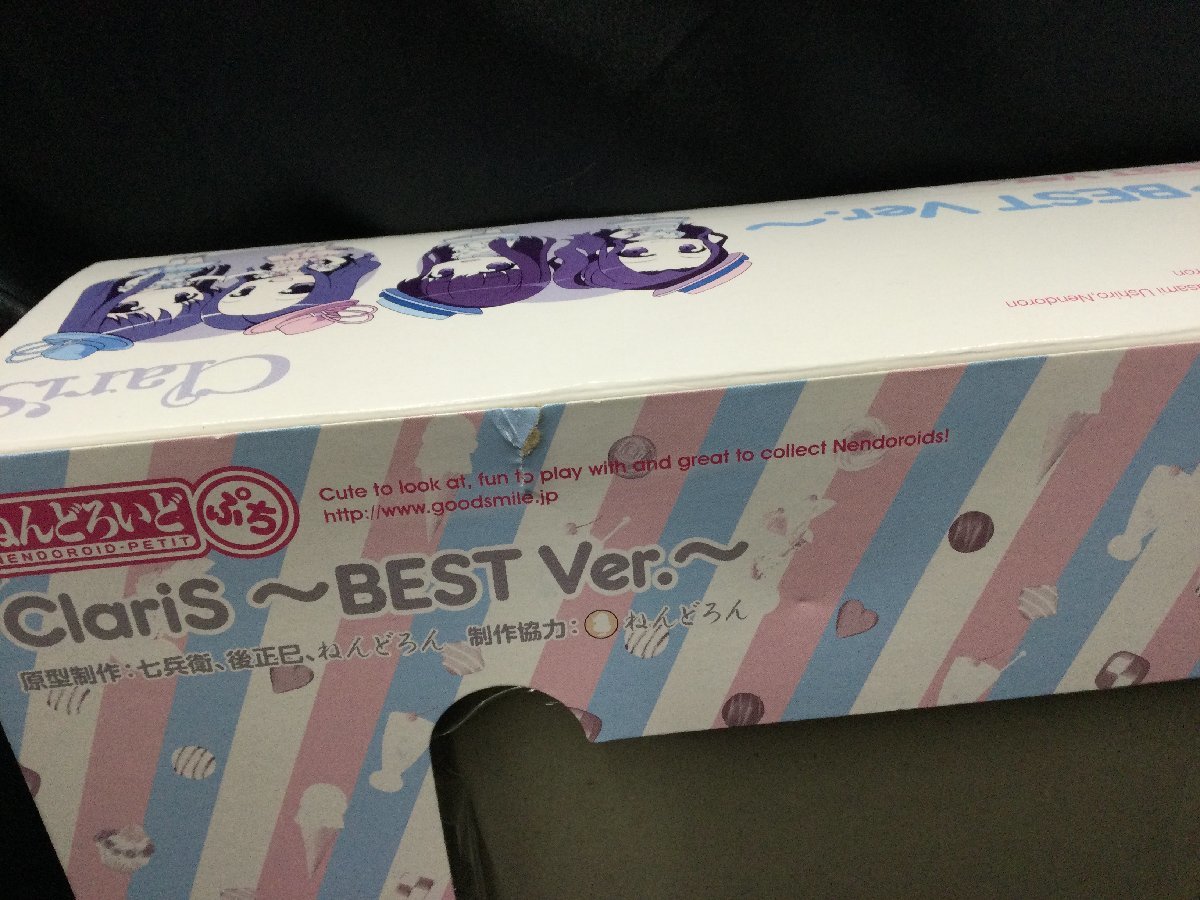 BEST Ver.～
Masami Ushiro,Nendoron
ClariS
ねんどろいど ぷち
NENDOROID・PETIT
Cute to look at, fun to play with and great to collect Nendoroids!
http://www.goodsmile.jp
ClariS ～BEST Ver.～
原型制作：七兵衛、後正巳、ねんどろん　制作協力：ねんどろん